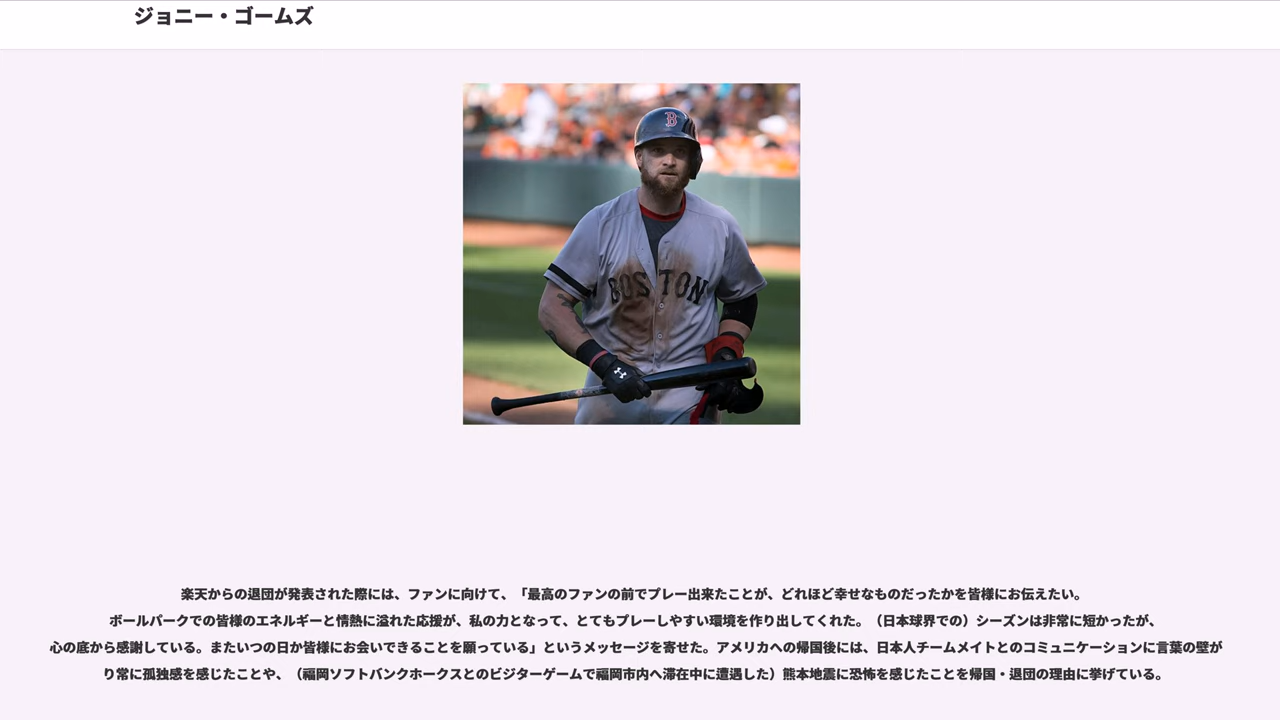 ジョニー・ゴームズ
B
BOSTON
楽天からの退団が発表された際には、ファンに向けて、「最高のファンの前でプレー出来たことが、どれほど幸せなものだったかを皆様にお伝えたい。
ボールパークでの皆様のエネルギーと情熱に溢れた応援が、私の力となって、とてもプレーしやすい環境を作り出してくれた。（日本球界での）シーズンは非常に短かったが、
心の底から感謝している。またいつの日か皆様にお会いできることを願っている」というメッセージを寄せた。アメリカへの帰国後には、日本人チームメイトとのコミュニケーションに言葉の壁が
り常に孤独感を感じたことや、（福岡ソフトバンクホークスとのビジターゲームで福岡市内へ滞在中に遭遇した）熊本地震に恐怖を感じたことを帰国・退団の理由に挙げている。